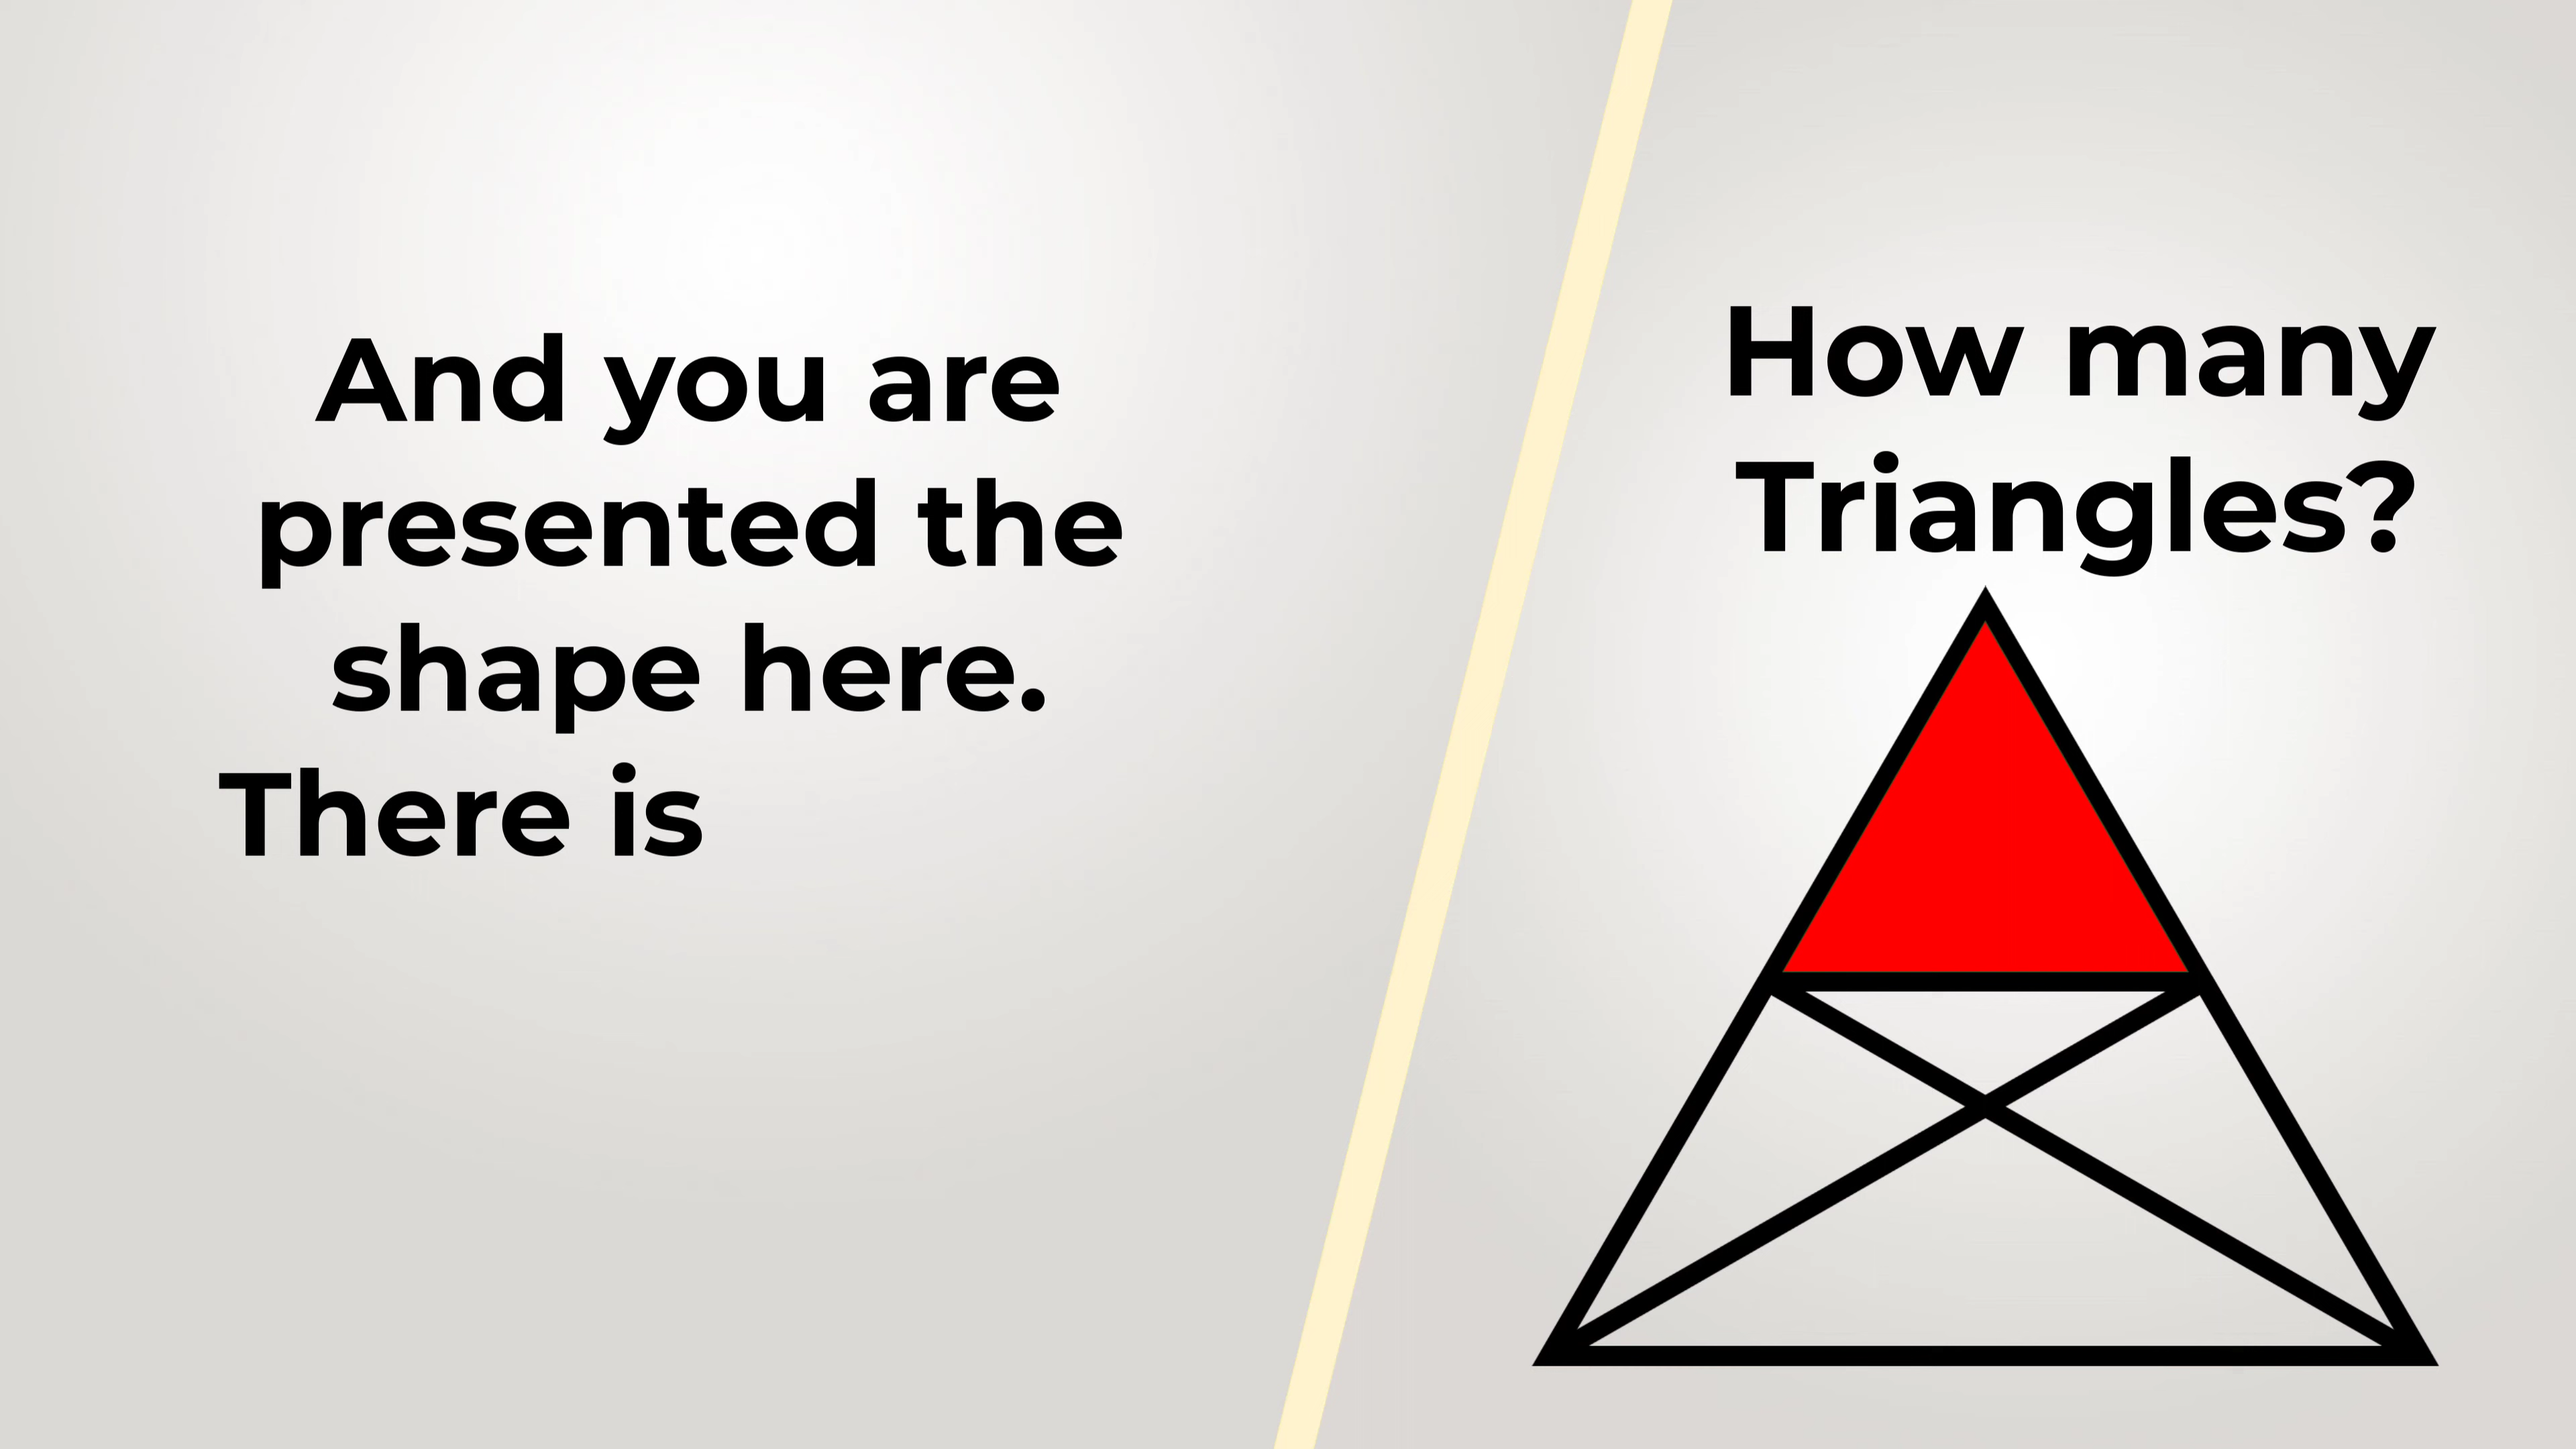 And you are
presented the
shape here.
There is
How many
Triangles?